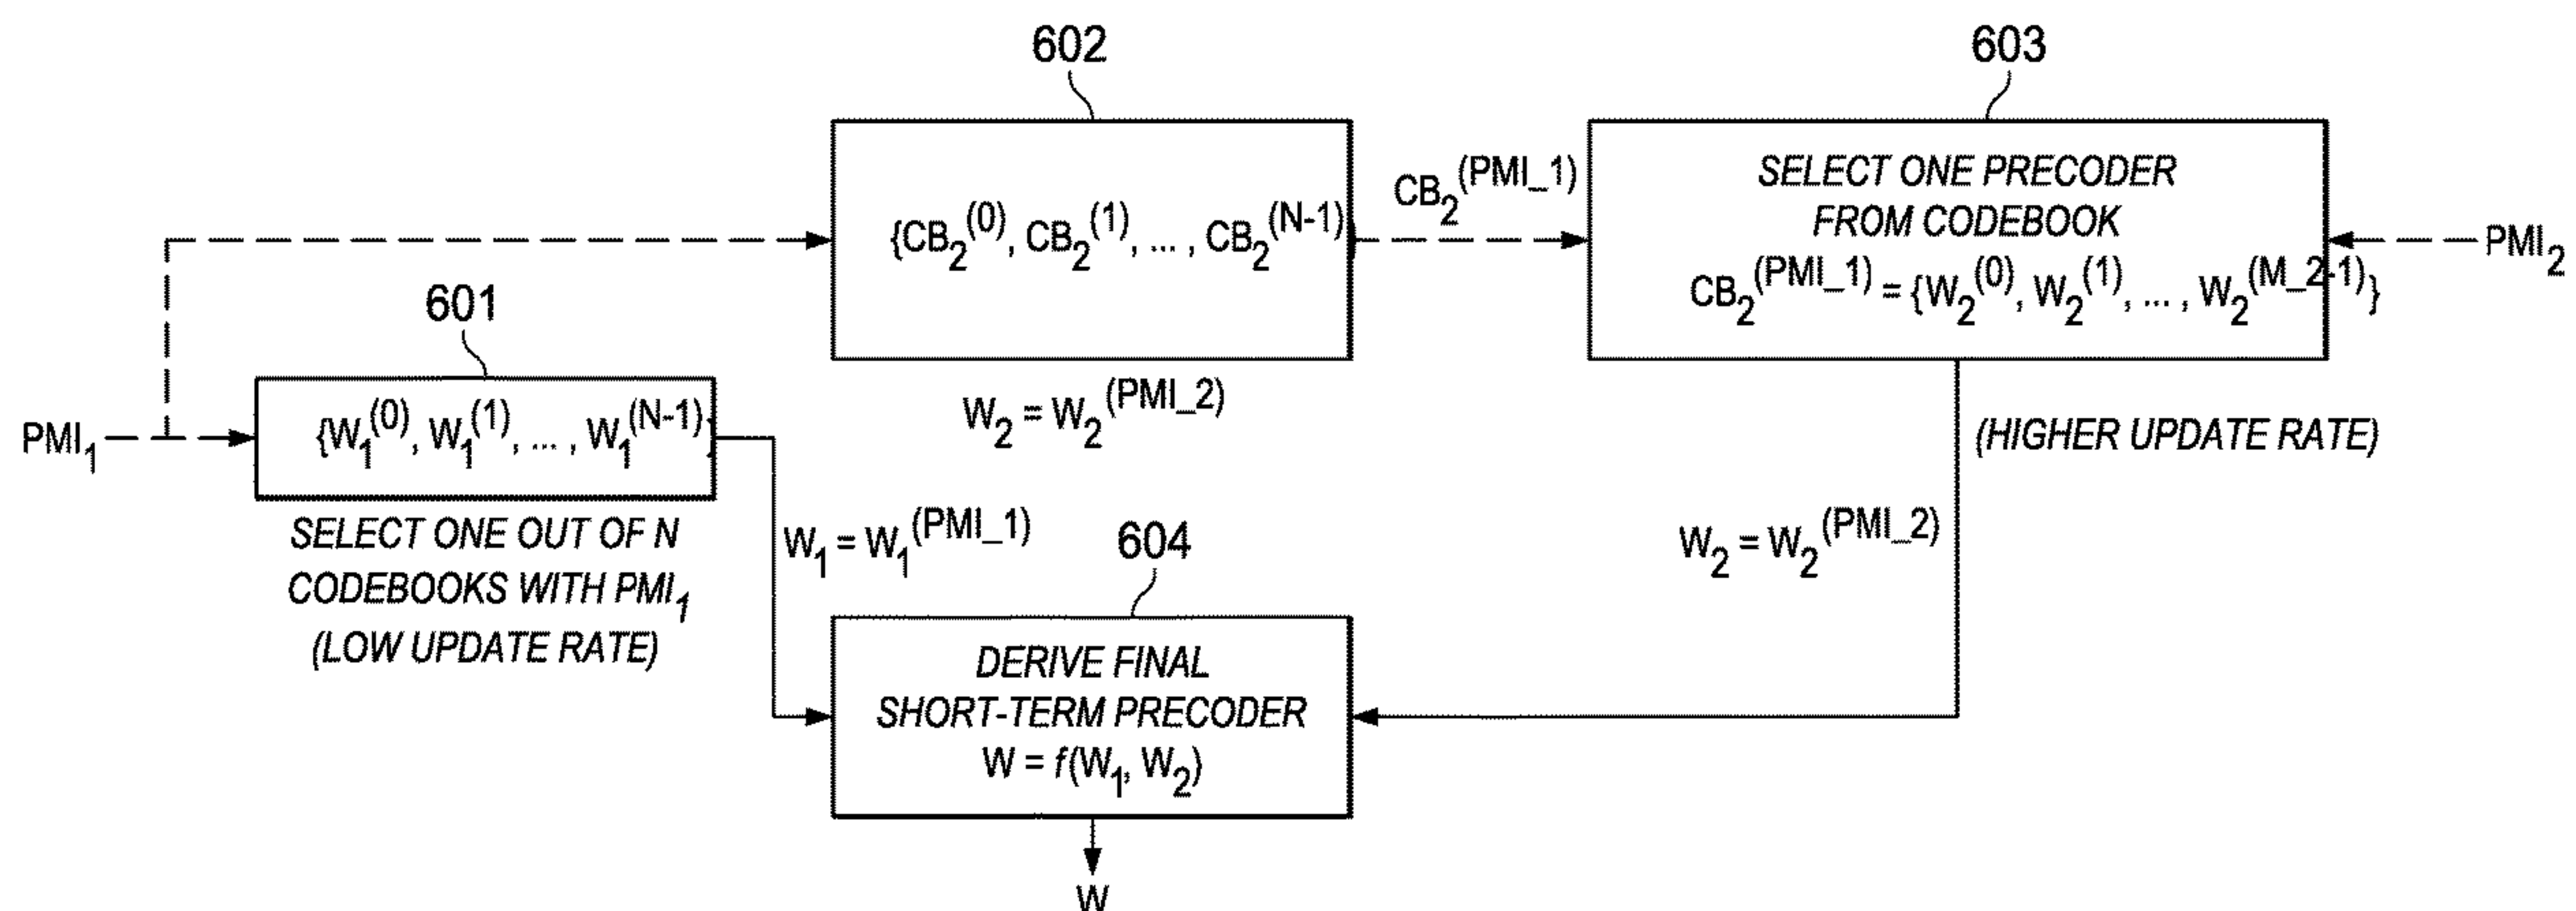 602
603
{CB₂⁽⁰⁾, CB₂⁽¹⁾, ... , CB₂⁽ᴺ⁻¹⁾}
CB₂^(PMI_1)
SELECT ONE PRECODER
FROM CODEBOOK
CB₂^(PMI_1) = {W₂⁽⁰⁾, W₂⁽¹⁾, ... , W₂^(M_2-1)}
PMI₂
601
PMI₁
{W₁⁽⁰⁾, W₁⁽¹⁾, ... , W₁⁽ᴺ⁻¹⁾}
W₂ = W₂^(PMI_2)
(HIGHER UPDATE RATE)
SELECT ONE OUT OF N
CODEBOOKS WITH PMI₁
(LOW UPDATE RATE)
W₁ = W₁^(PMI_1)
604
W₂ = W₂^(PMI_2)
DERIVE FINAL
SHORT-TERM PRECODER
W = f(W₁, W₂)
W